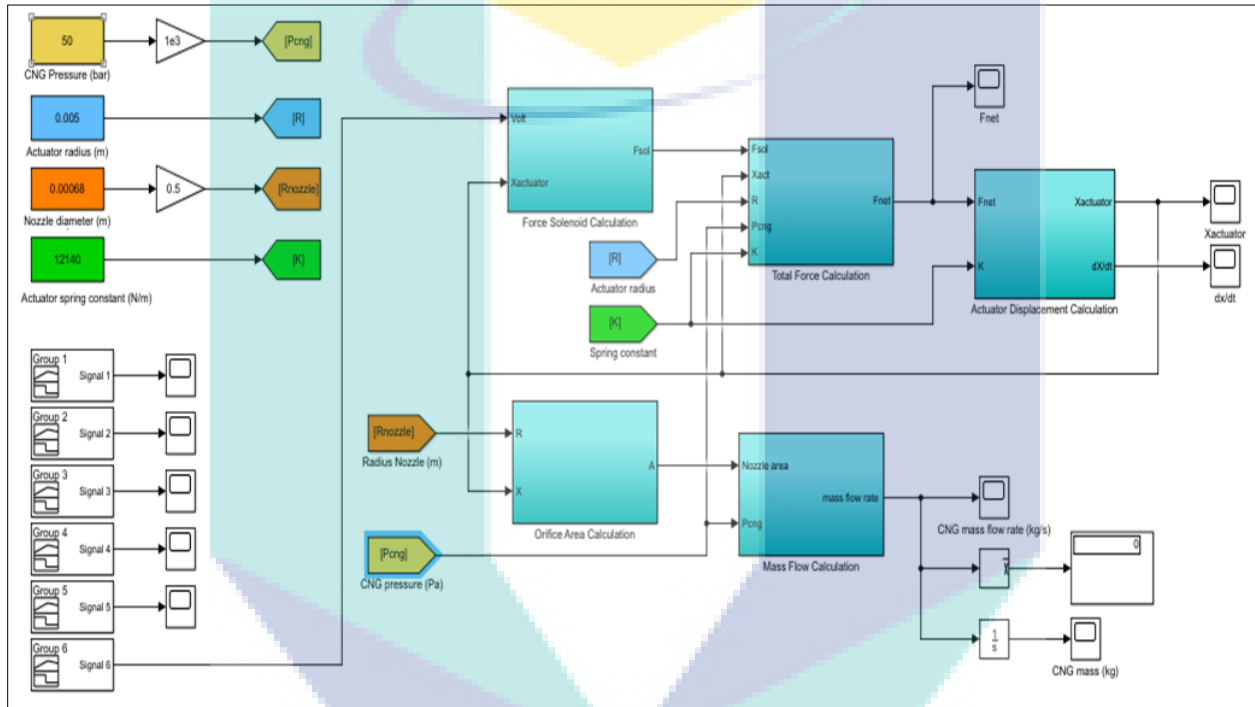 50
1e3
[Pcng]
CNG Pressure (bar)
0.005
[R]
Actuator radius (m)
0.00068
0.5
[Rnozzle]
Nozzle diameter (m)
12140
[K]
Actuator spring constant (N/m)
Group 1
Signal 1
Group 2
Signal 2
Group 3
Signal 3
Group 4
Signal 4
Group 5
Signal 5
Group 6
Signal 6
Volt
Fsol
Xactuator
Force Solenoid Calculation
[R]
Actuator radius
[K]
Spring constant
Fsol
Xact
R
Pcng
K
Fnet
Total Force Calculation
Fnet
Fnet
K
Xactuator
dX/dt
Actuator Displacement Calculation
Xactuator
dx/dt
[Rnozzle]
Radius Nozzle (m)
R
X
A
Orifice Area Calculation
[Pcng]
CNG pressure (Pa)
Nozzle area
Pcng
mass flow rate
Mass Flow Calculation
CNG mass flow rate (kg/s)
0
1
s
CNG mass (kg)